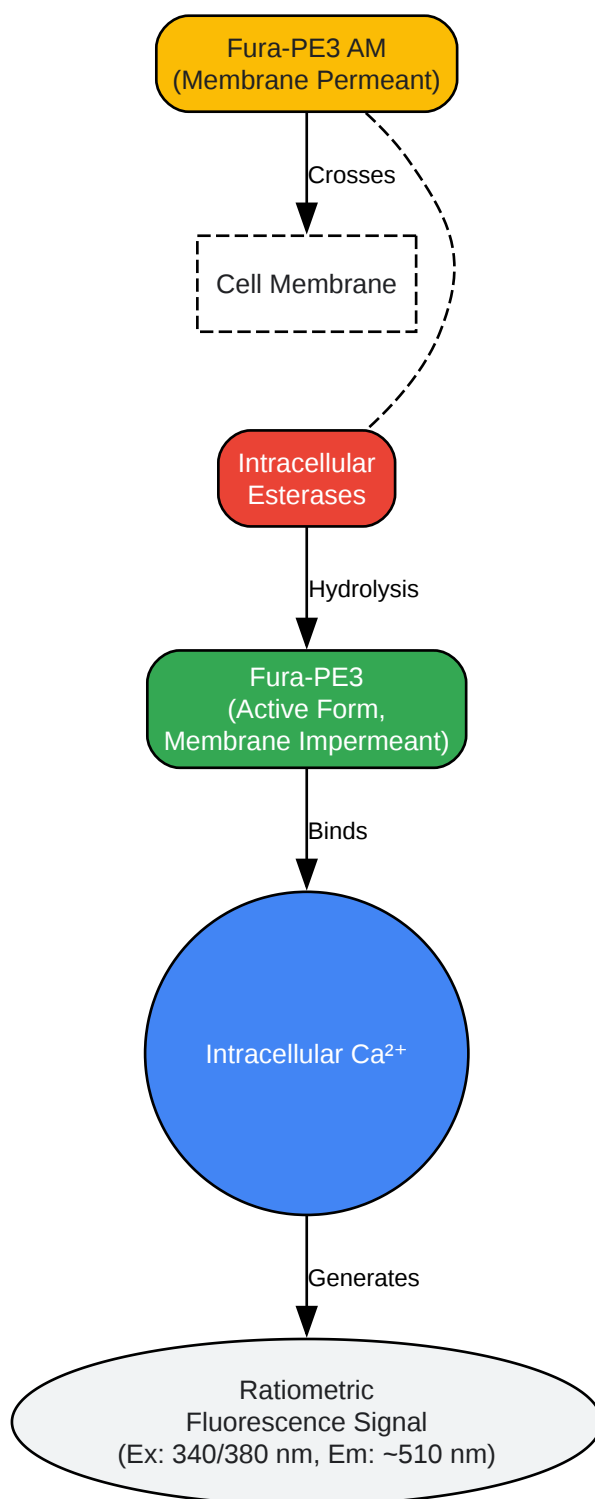 Fura-PE3 AM
(Membrane Permeant)
Crosses
Cell Membrane
Intracellular
Esterases
Hydrolysis
Fura-PE3
(Active Form,
Membrane Impermeant)
Binds
Intracellular Ca²⁺
Generates
Ratiometric
Fluorescence Signal
(Ex: 340/380 nm, Em: ~510 nm)